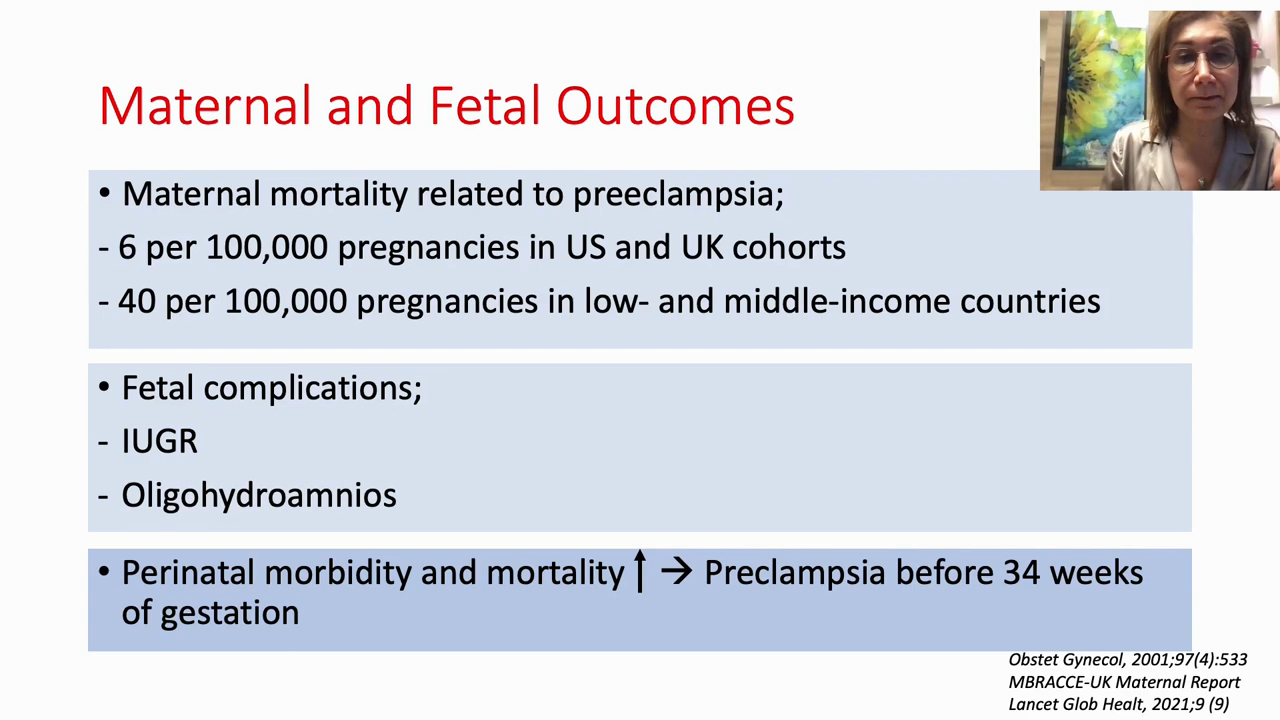 Maternal and Fetal Outcomes
• Maternal mortality related to preeclampsia;
- 6 per 100,000 pregnancies in US and UK cohorts
- 40 per 100,000 pregnancies in low- and middle-income countries
• Fetal complications;
- IUGR
- Oligohydroamnios
• Perinatal morbidity and mortality ↑ → Preclampsia before 34 weeks
of gestation
Obstet Gynecol, 2001;97(4):533
MBRACCE-UK Maternal Report
Lancet Glob Healt, 2021;9 (9)